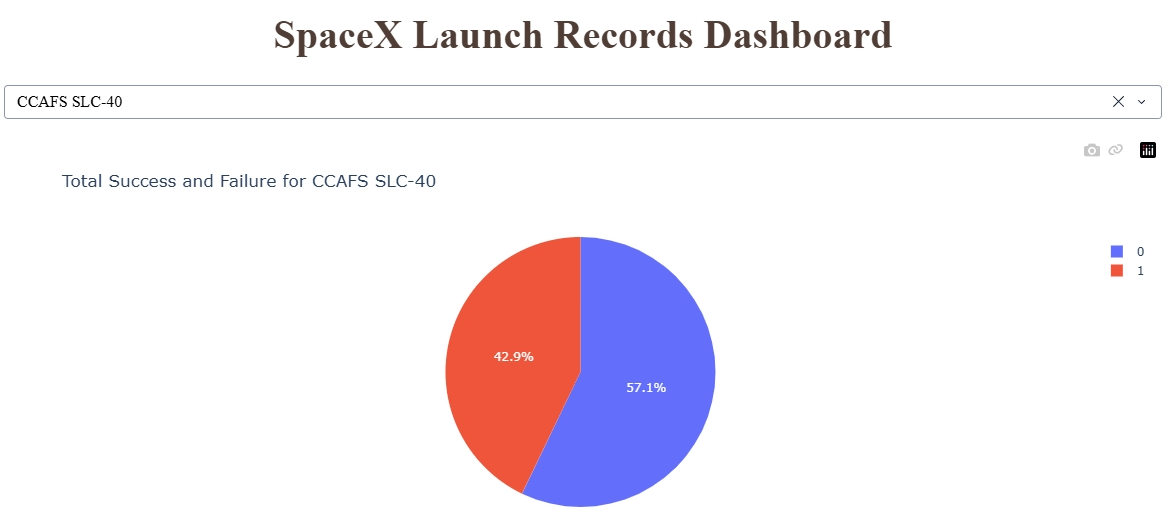 SpaceX Launch Records Dashboard
CCAFS SLC-40
Total Success and Failure for CCAFS SLC-40
0
1
42.9%
57.1%